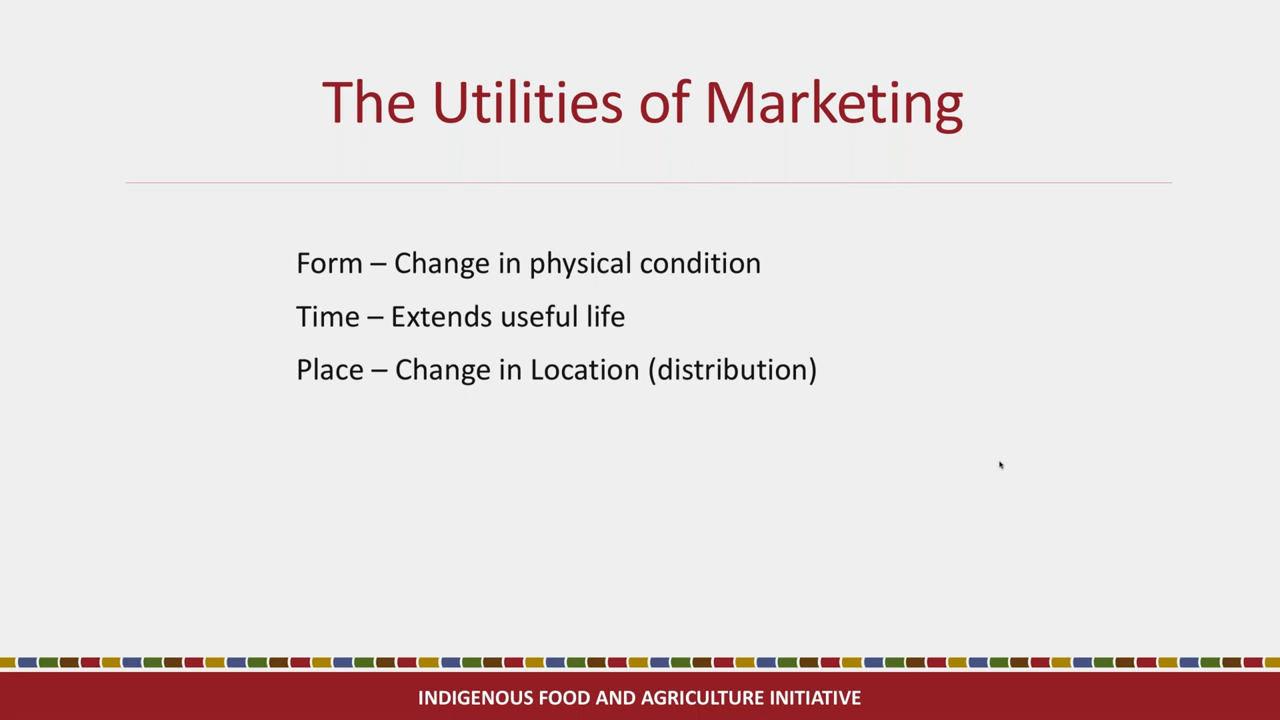 The Utilities of Marketing
Form – Change in physical condition
Time – Extends useful life
Place – Change in Location (distribution)
INDIGENOUS FOOD AND AGRICULTURE INITIATIVE